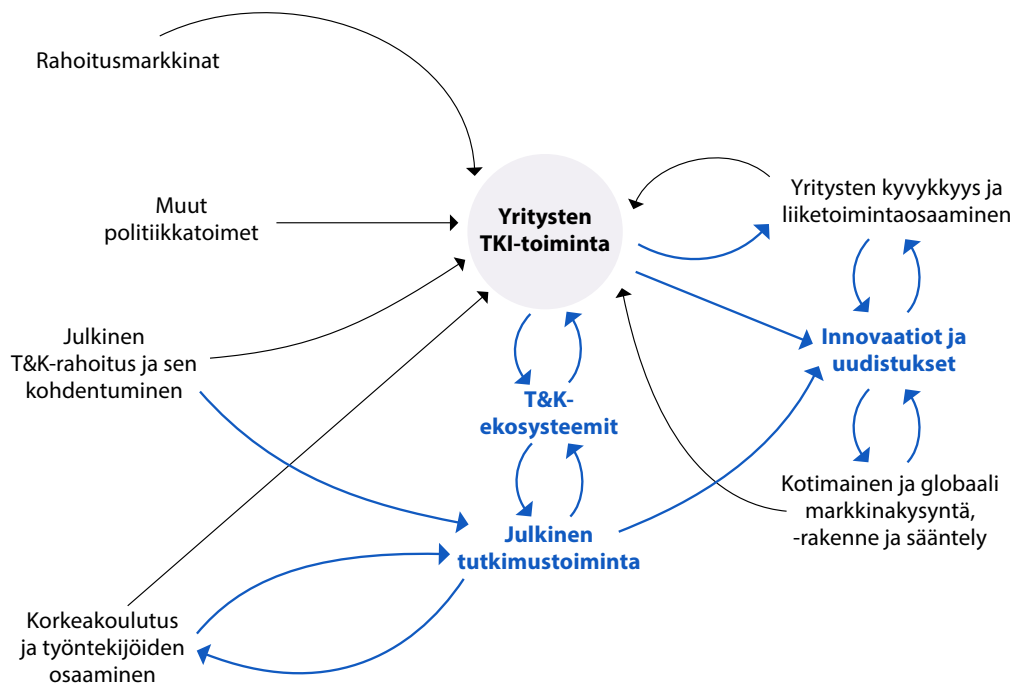 Rahoitusmarkkinat
Muut
politiikkatoimet
Julkinen
T&K-rahoitus ja sen
kohdentuminen
Korkeakoulutus
ja työntekijöiden
osaaminen
Yritysten
TKI-toiminta
T&K-
ekosysteemit
Julkinen
tutkimustoiminta
Yritysten kyvykkyys ja
liiketoimintaosaaminen
Innovaatiot ja
uudistukset
Kotimainen ja globaali
markkinakysyntä,
-rakenne ja sääntely